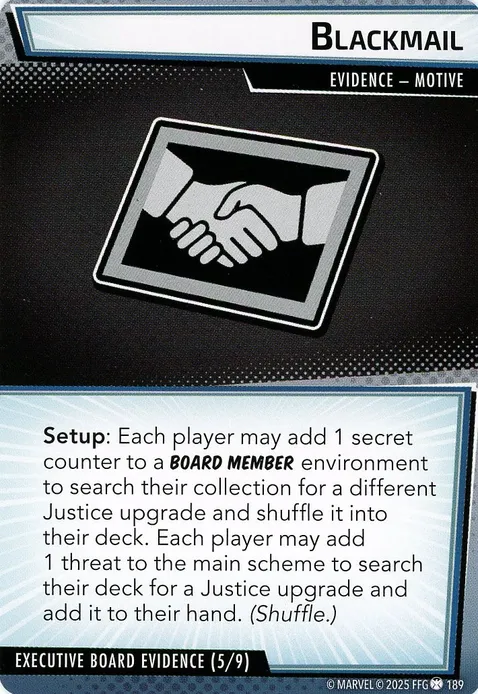 BLACKMAIL
EVIDENCE – MOTIVE
Setup: Each player may add 1 secret
counter to a BOARD MEMBER environment
to search their collection for a different
Justice upgrade and shuffle it into
their deck. Each player may add
1 threat to the main scheme to search
their deck for a Justice upgrade and
add it to their hand. (Shuffle.)
EXECUTIVE BOARD EVIDENCE (5/9)
© MARVEL © 2025 FFG 189